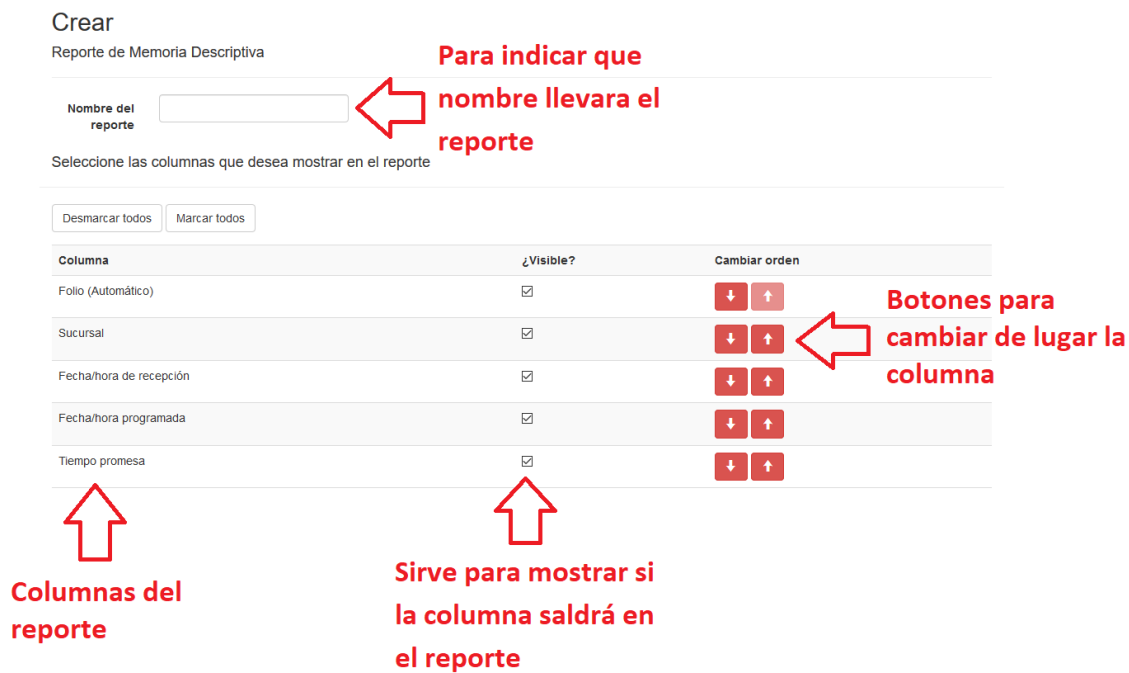 Crear
Reporte de Memoria Descriptiva
Para indicar que
nombre llevara el
reporte
Nombre del
reporte
Seleccione las columnas que desea mostrar en el reporte
Desmarcar todos Marcar todos
Columna ¿Visible? Cambiar orden
Folio (Automático)
Sucursal
Fecha/hora de recepción
Fecha/hora programada
Tiempo promesa
Botones para
cambiar de lugar la
columna
Columnas del
reporte
Sirve para mostrar si
la columna saldrá en
el reporte